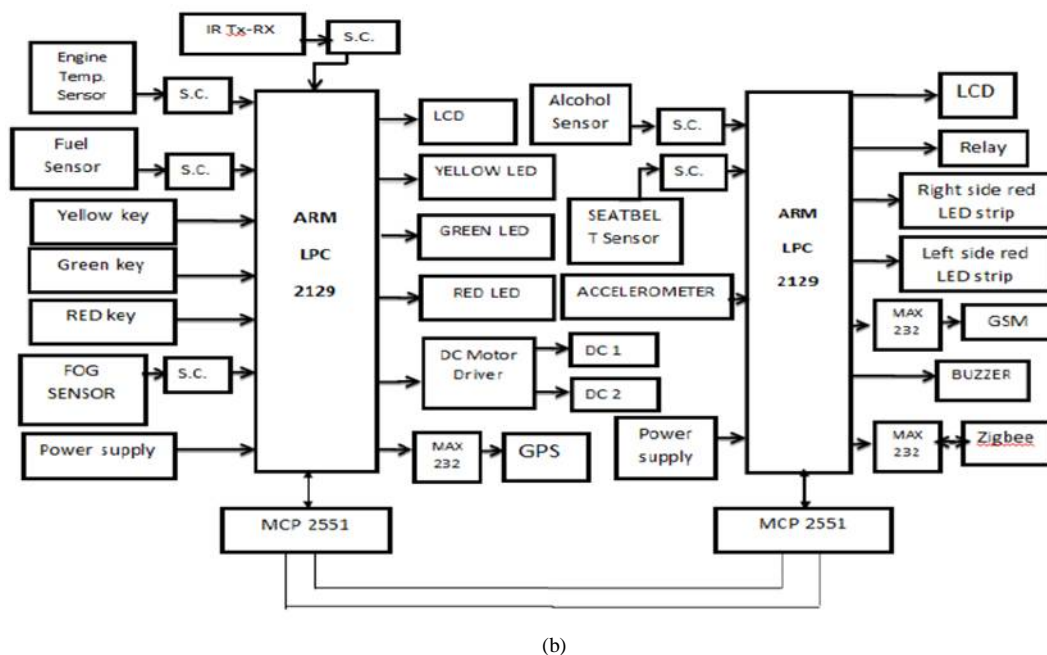 IR Tx-RX
S.C.
Engine
Temp.
Sensor
S.C.
Fuel
Sensor
S.C.
Yellow key
Green key
RED key
FOG
SENSOR
S.C.
Power supply
ARM
LPC
2129
LCD
YELLOW LED
GREEN LED
RED LED
DC Motor
Driver
DC 1
DC 2
MAX
232
GPS
MCP 2551
Alcohol
Sensor
S.C.
S.C.
SEATBEL
T Sensor
ACCELEROMETER
Power
supply
ARM
LPC
2129
LCD
Relay
Right side red
LED strip
Left side red
LED strip
MAX
232
GSM
BUZZER
MAX
232
Zigbee
MCP 2551
(b)